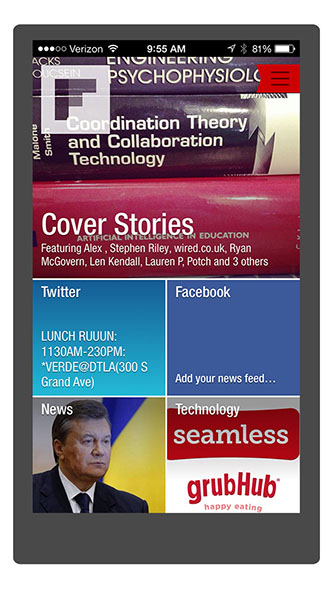 Verizon 9:55 AM 81%
ENGINEERING
PSYCHOPHYSIOLO
Malone
Smith
Coordination Theory
and Collaboration
Technology
Cover Stories
ARTIFICIAL INTELLIGENCE IN EDUCATION
Featuring Alex , Stephen Riley, wired.co.uk, Ryan
McGovern, Len Kendall, Lauren P, Potch and 3 others
Twitter
LUNCH RUUUN:
1130AM-230PM:
*VERDE@DTLA(300 S
Grand Ave)
Facebook
Add your news feed…
News
Technology
seamless
grubHub
happy eating